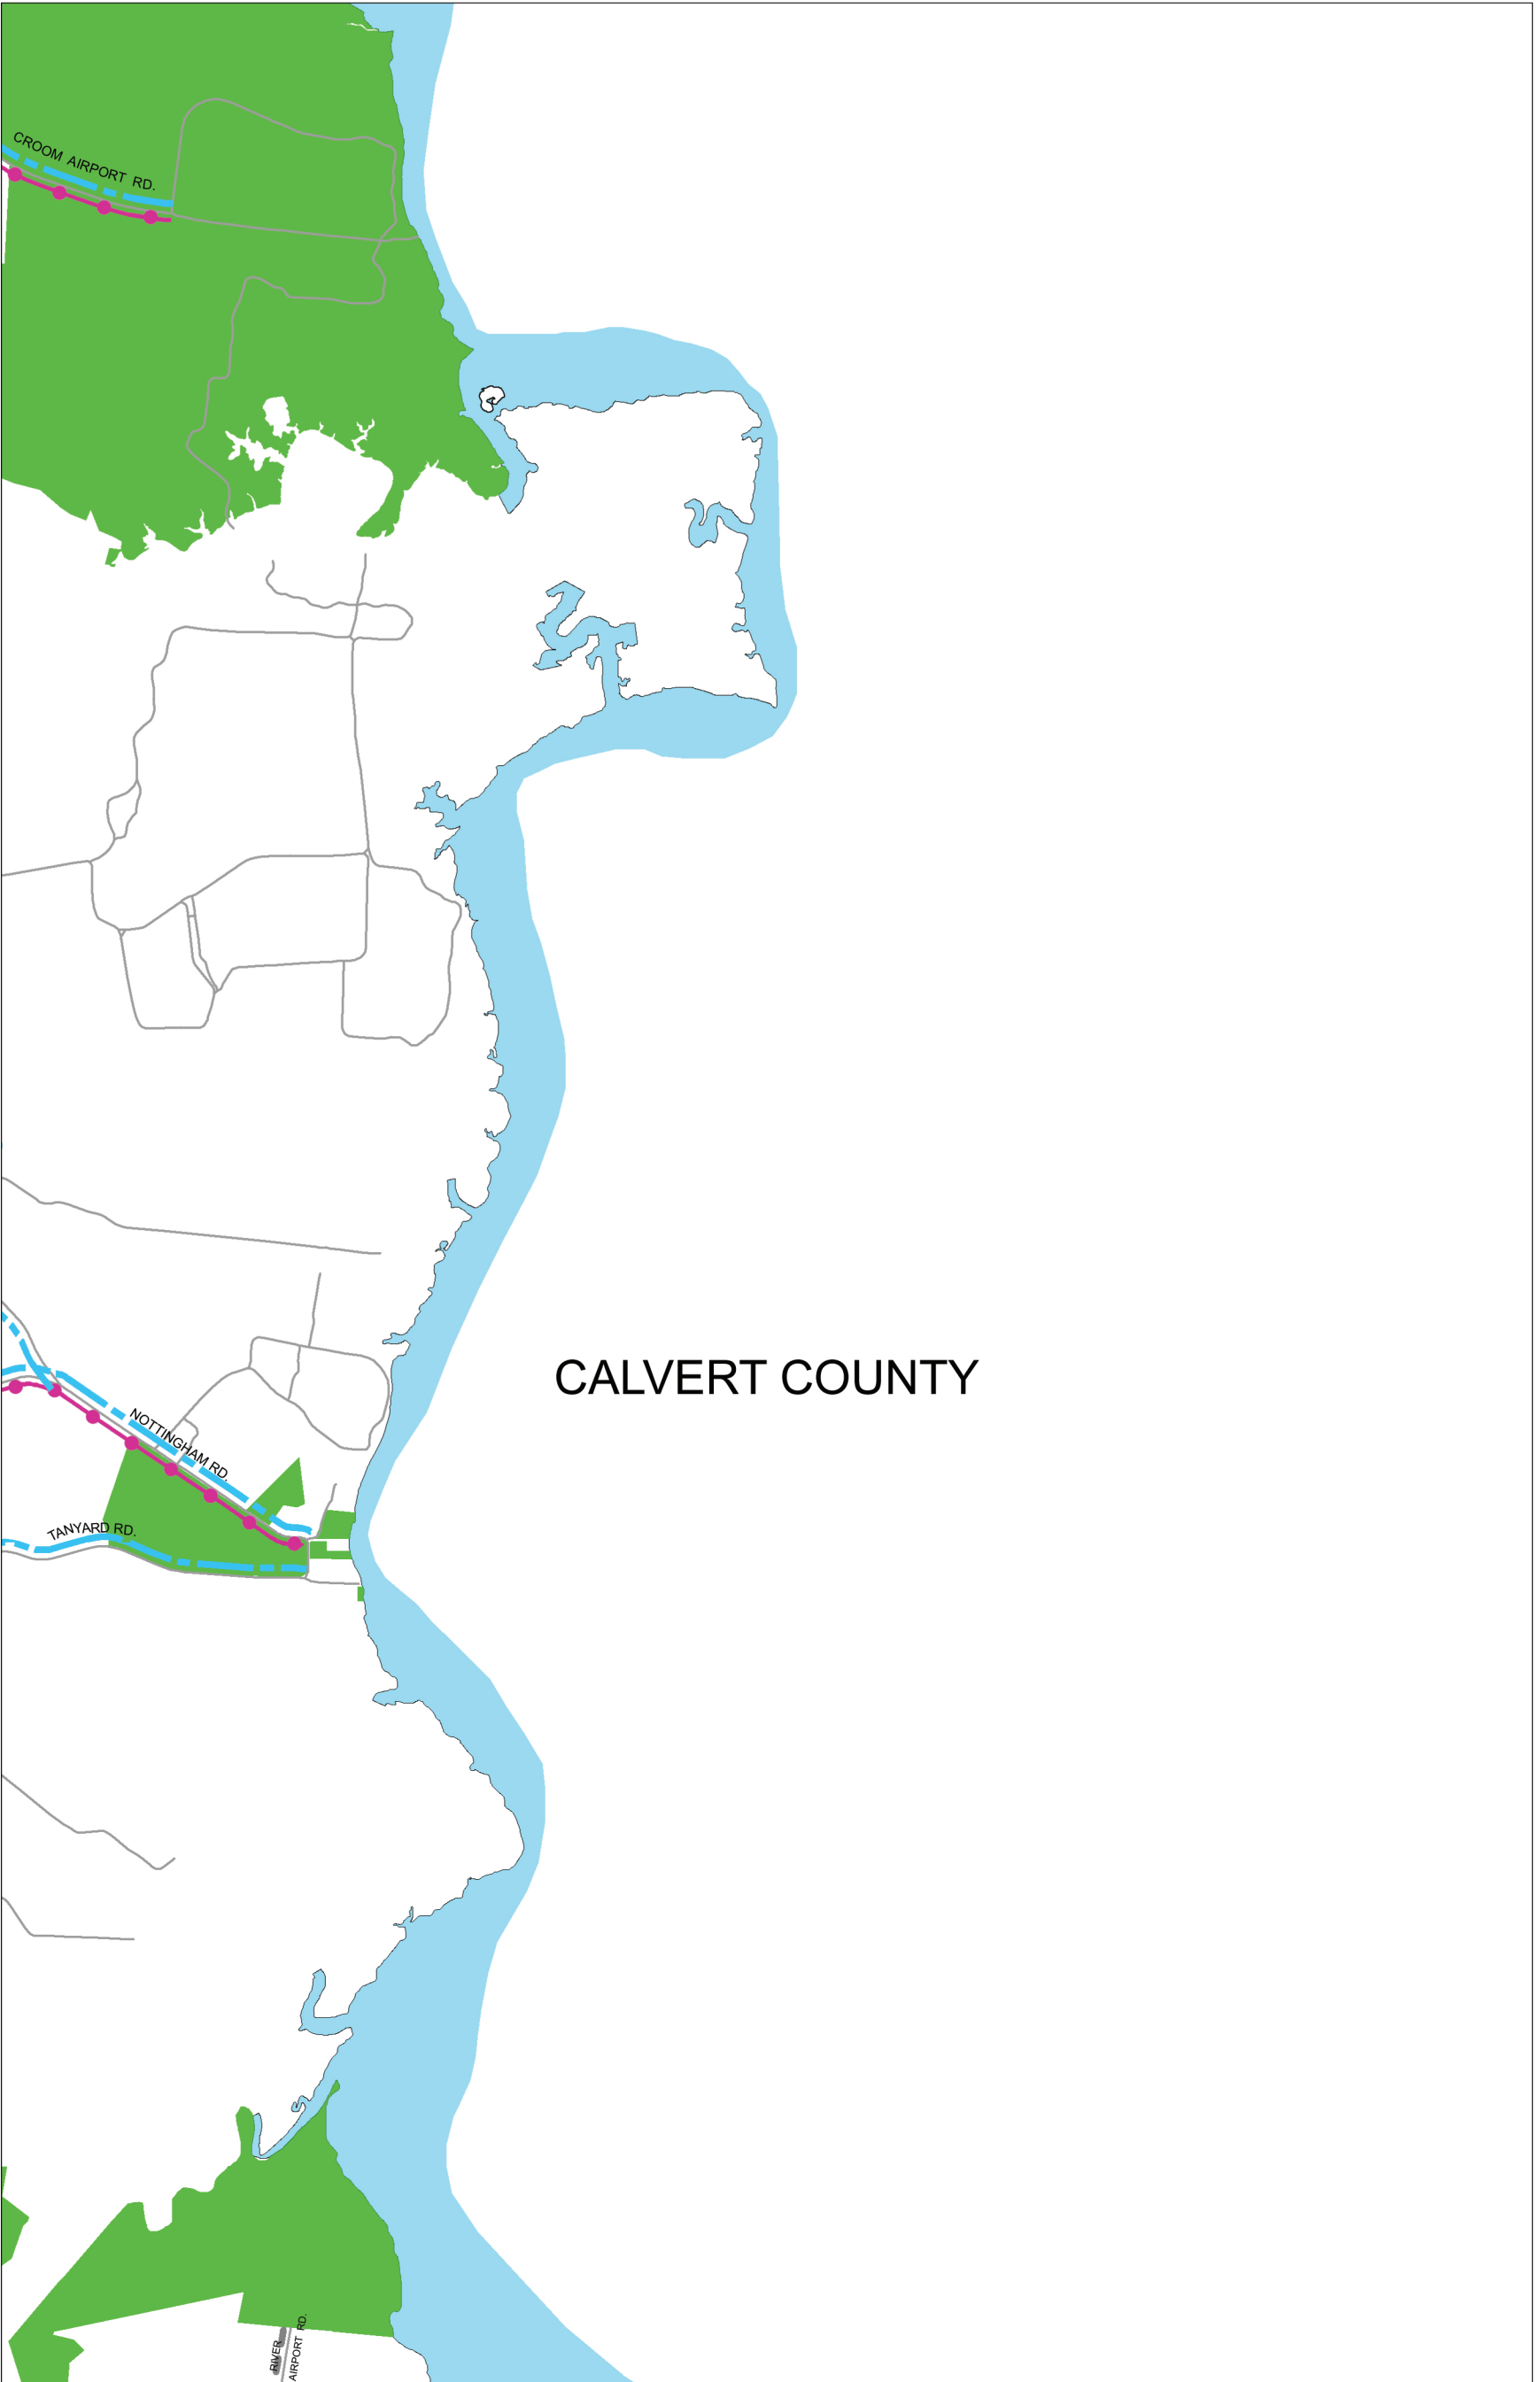 CROOM AIRPORT RD.
CALVERT COUNTY
NOTTINGHAM RD.
TANYARD RD.
RIVER
AIRPORT RD.